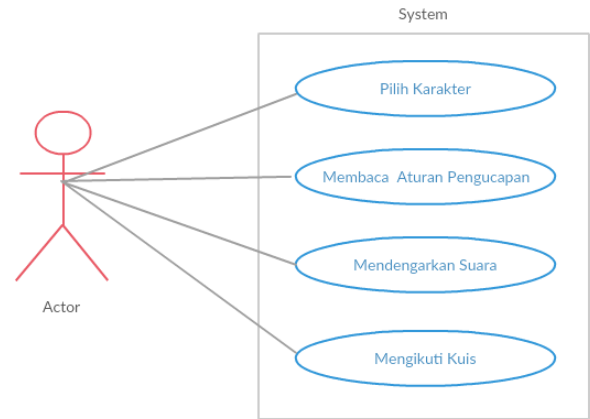 System
Pilih Karakter
Membaca Aturan Pengucapan
Mendengarkan Suara
Actor
Mengikuti Kuis